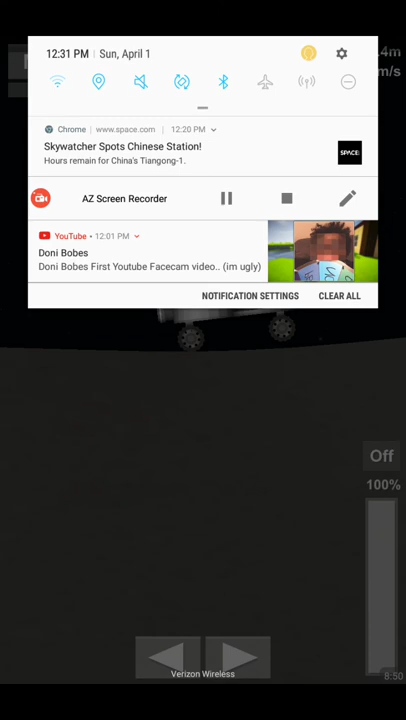 12:31 PM | Sun, April 1
4m
m/s
Chrome | www.space.com | 12:20 PM
Skywatcher Spots Chinese Station!
Hours remain for China's Tiangong-1.
SPACE
AZ Screen Recorder
YouTube • 12:01 PM
Doni Bobes
Doni Bobes First Youtube Facecam video.. (im ugly)
NOTIFICATION SETTINGS
CLEAR ALL
Off
100%
Verizon Wireless
8:50